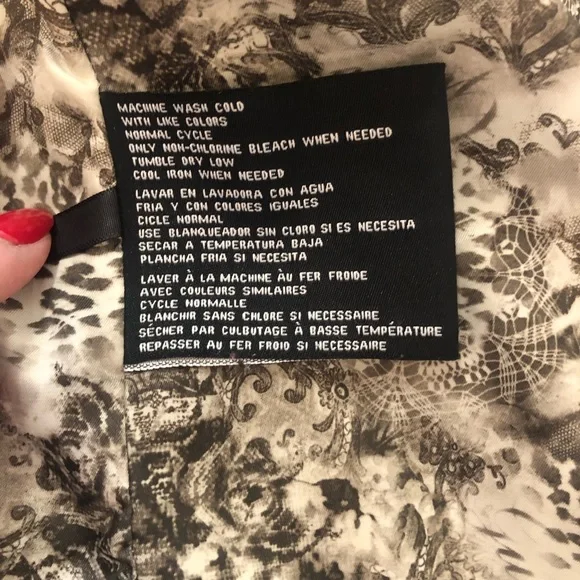 MACHINE WASH COLD
WITH LIKE COLORS
NORMAL CYCLE
ONLY NON-CHLORINE BLEACH WHEN NEEDED
TUMBLE DRY LOW
COOL IRON WHEN NEEDED
LAVAR EN LAVADORA CON AGUA
FRIA Y CON COLORES IGUALES
CICLE NORMAL
USE BLANQUEADOR SIN CLORO SI ES NECESITA
SECAR A TEMPERATURA BAJA
PLANCHA FRIA SI NECESITA
LAVER À LA MACHINE ÀU FER FROIDE
AVEC COULEURS SIMILAIRES
CYCLE NORMALLE
BLANCHIR SANS CHLORE SI NECESSAIRE
SÉCHER PAR CULBUTAGE À BASSE TEMPÉRATURE
REPASSER AU FER FROID SI NECESSAIRE